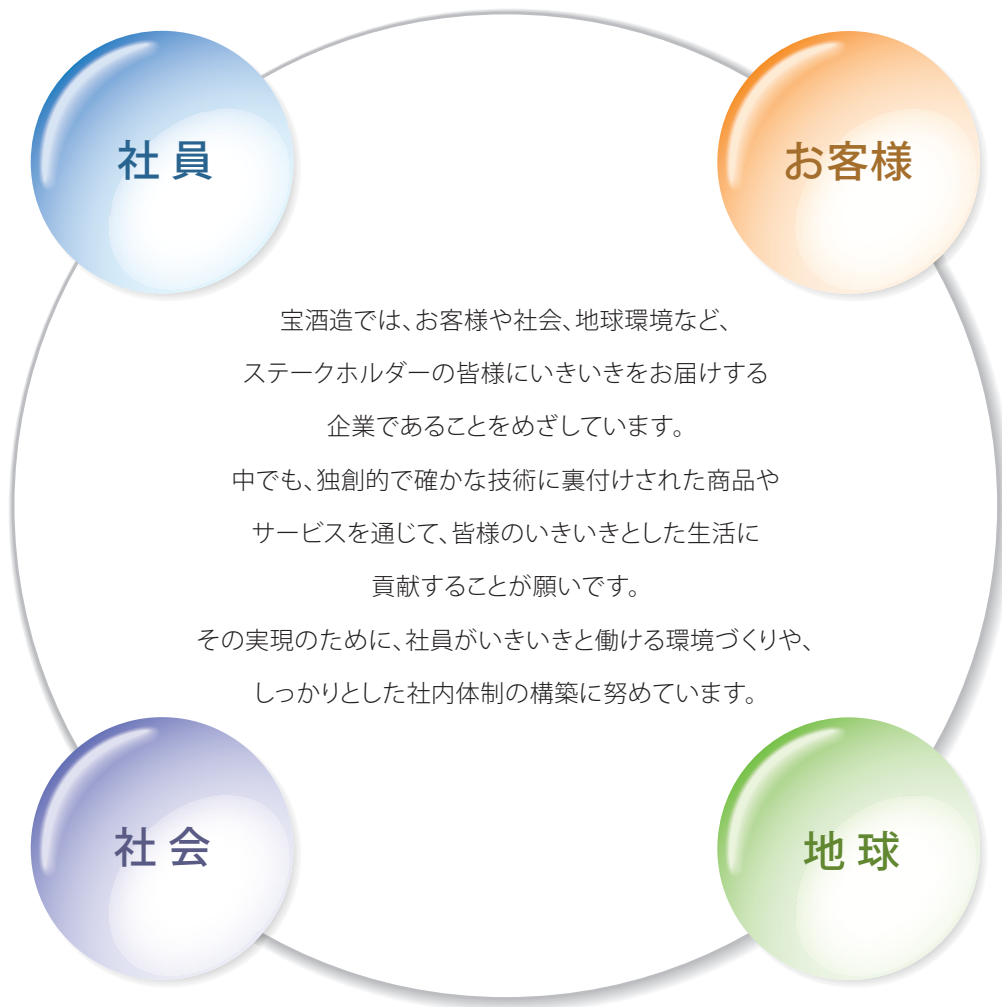 社員
お客様
宝酒造では、お客様や社会、地球環境など、
ステークホルダーの皆様にいきいきをお届けする
企業であることをめざしています。
中でも、独創的で確かな技術に裏付けされた商品や
サービスを通じて、皆様のいきいきとした生活に
貢献することが願いです。
その実現のために、社員がいきいきと働ける環境づくりや、
しっかりとした社内体制の構築に努めています。
社会
地球